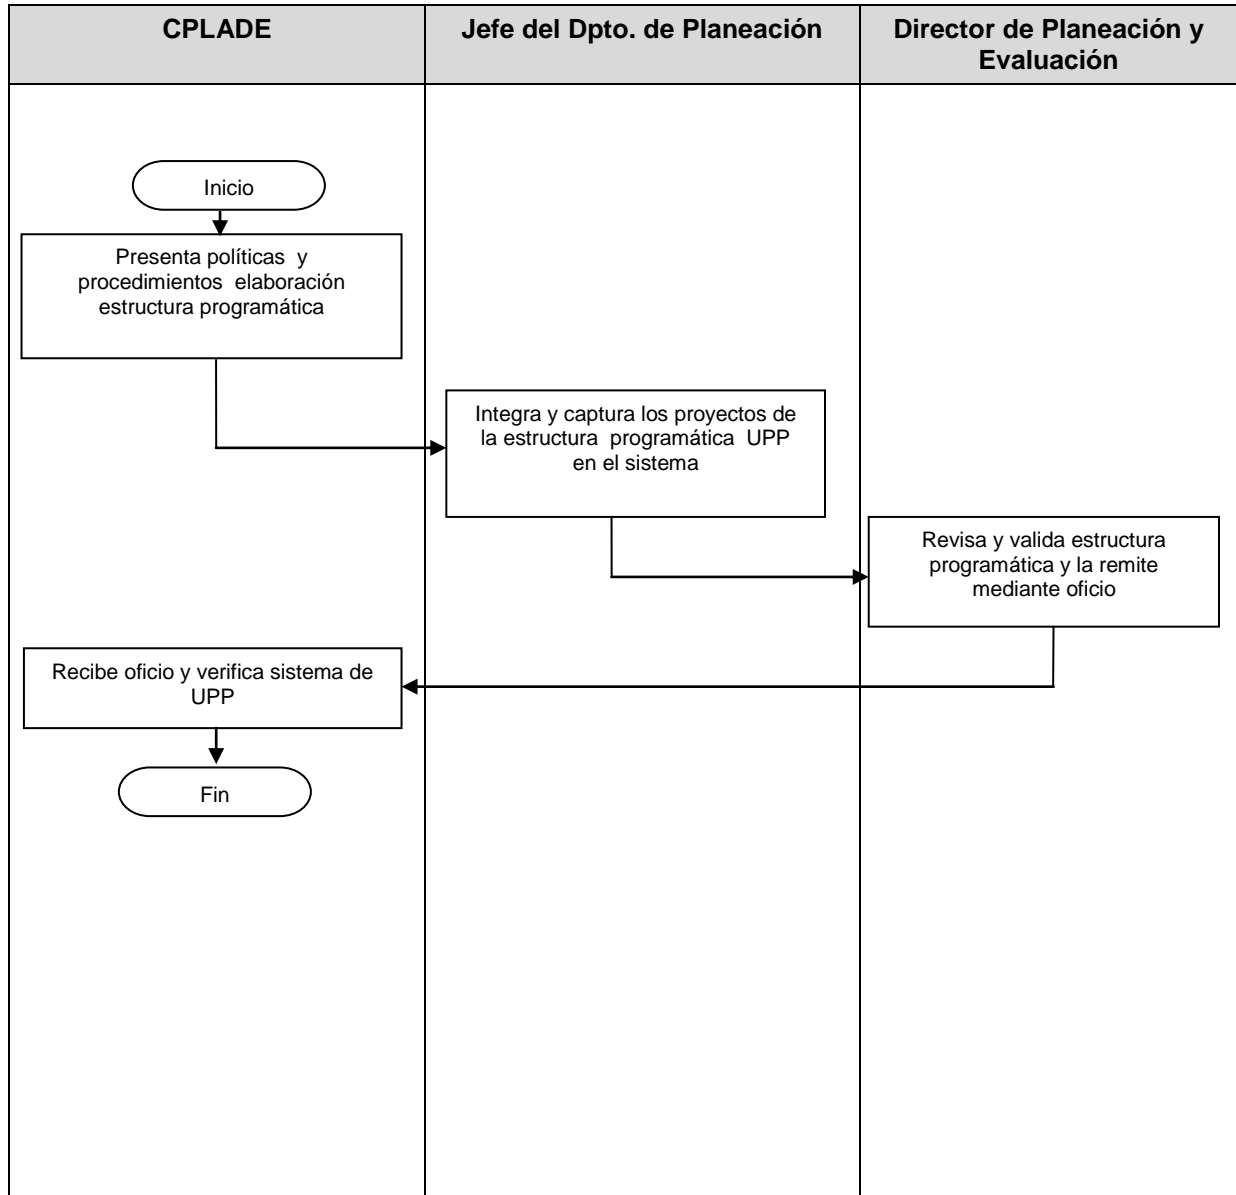 CPLADE
Jefe del Dpto. de Planeación
Director de Planeación y
Evaluación
Inicio
Presenta políticas y
procedimientos elaboración
estructura programática
Integra y captura los proyectos de
la estructura programática UPP
en el sistema
Revisa y valida estructura
programática y la remite
mediante oficio
Recibe oficio y verifica sistema de
UPP
Fin